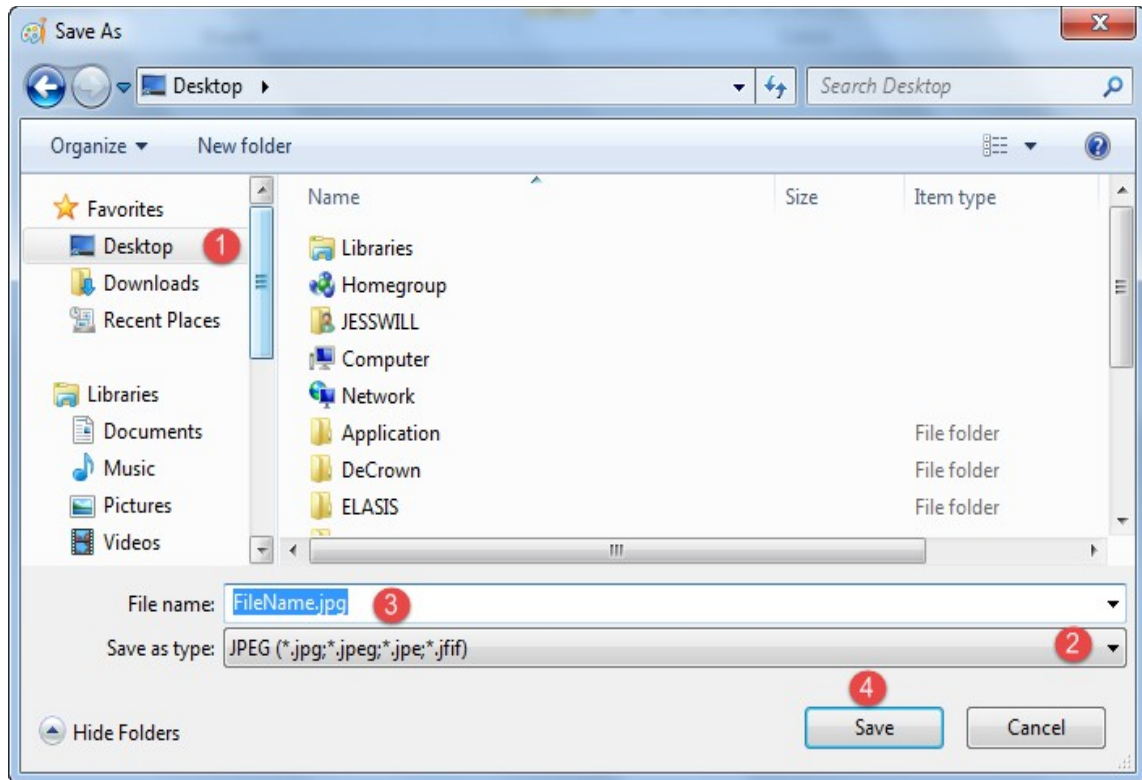 Save As
Desktop
Search Desktop
Organize New folder
Name Size Item type
Favorites
Desktop 1
Downloads
Recent Places
Libraries
Documents
Music
Pictures
Videos
Libraries
Homegroup
JESSWILL
Computer
Network
Application File folder
DeCrown File folder
ELASIS File folder
File name: FileName.jpg 3
Save as type: JPEG (*.jpg;*.jpeg;*.jpe;*.jfif) 2
4
Hide Folders Save Cancel